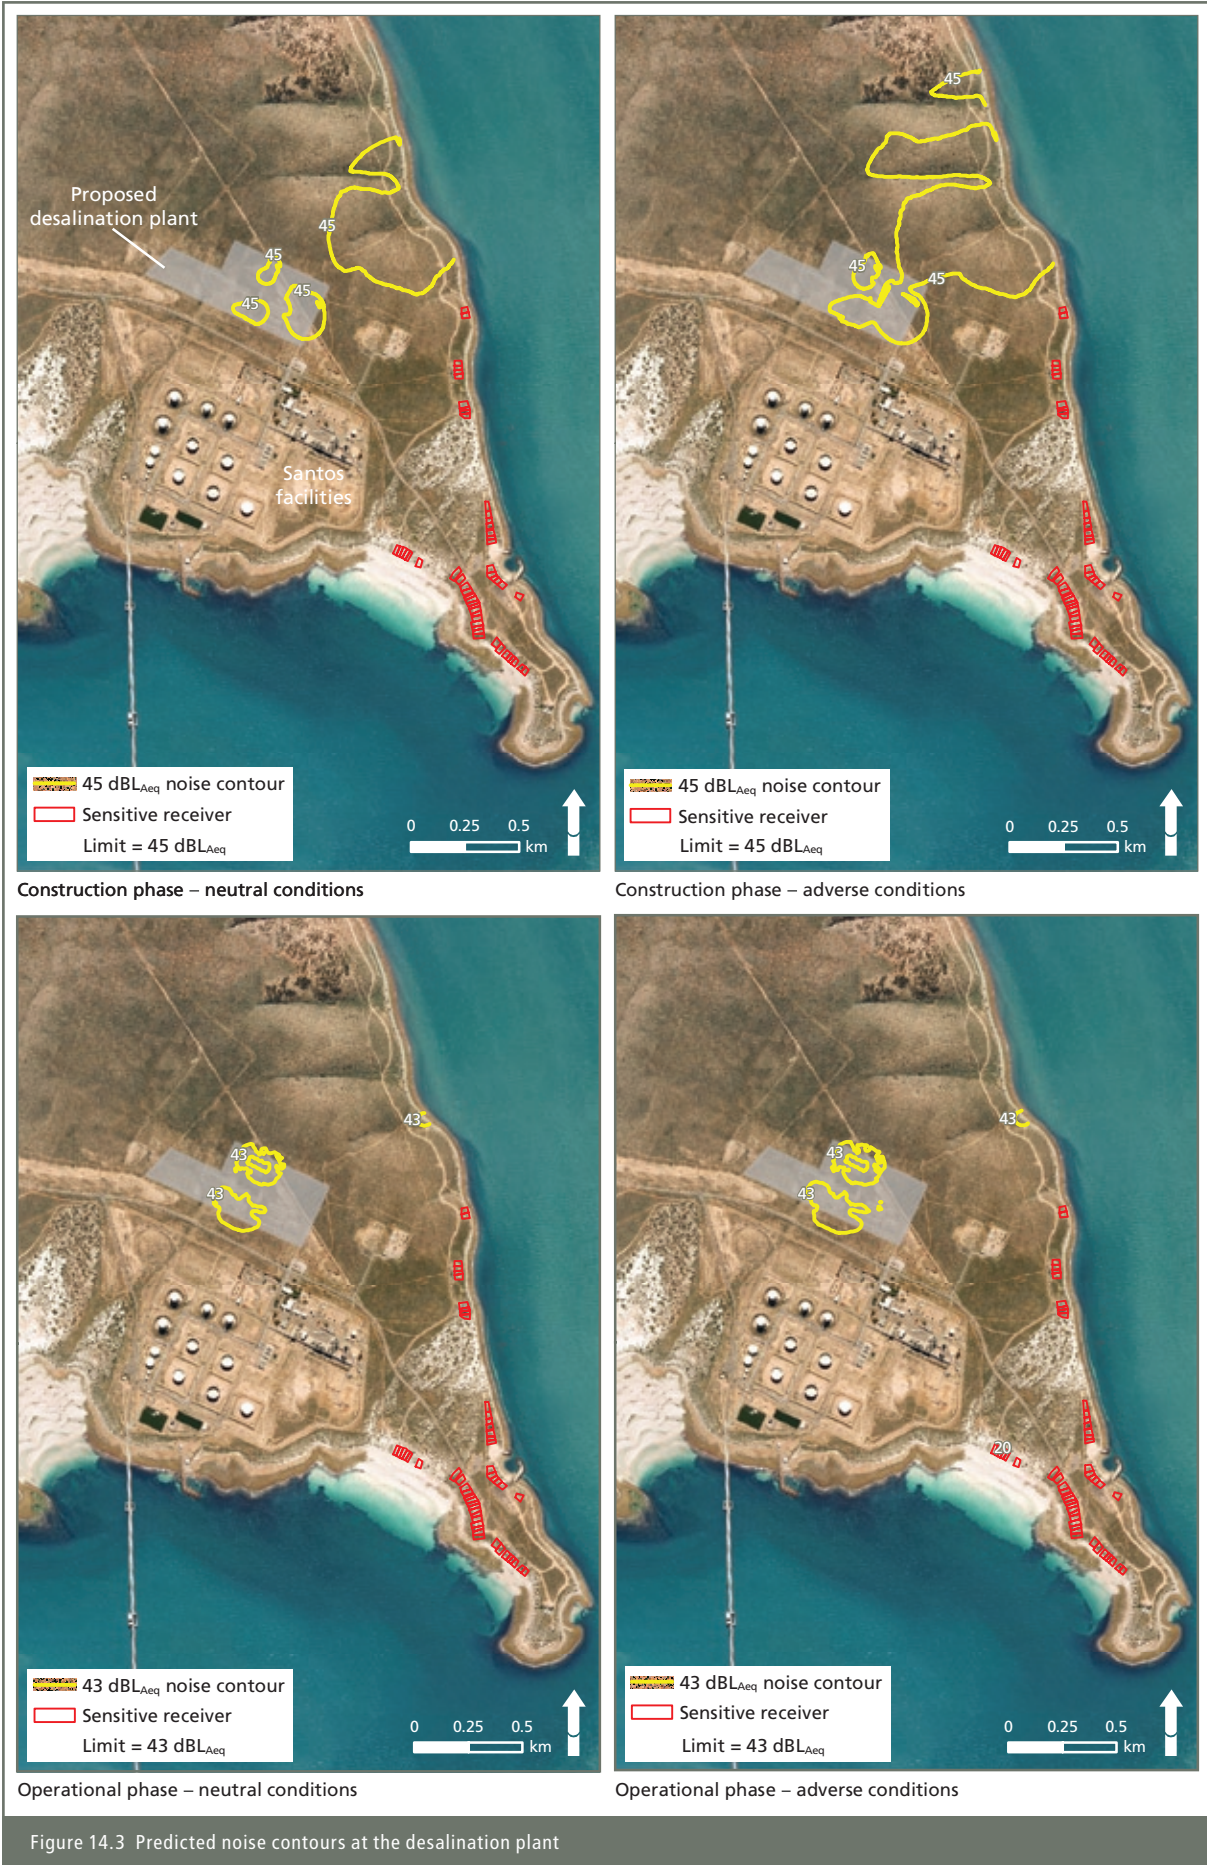 Proposed
desalination plant
45
45
45
45
Santos
facilities
45 dBLAeq noise contour
Sensitive receiver
Limit = 45 dBLAeq
0 0.25 0.5
km
Construction phase – neutral conditions
45
45
45
45 dBLAeq noise contour
Sensitive receiver
Limit = 45 dBLAeq
0 0.25 0.5
km
Construction phase – adverse conditions
43
43
43
43 dBLAeq noise contour
Sensitive receiver
Limit = 43 dBLAeq
0 0.25 0.5
km
Operational phase – neutral conditions
43
43
43
20
43 dBLAeq noise contour
Sensitive receiver
Limit = 43 dBLAeq
0 0.25 0.5
km
Operational phase – adverse conditions
Figure 14.3 Predicted noise contours at the desalination plant